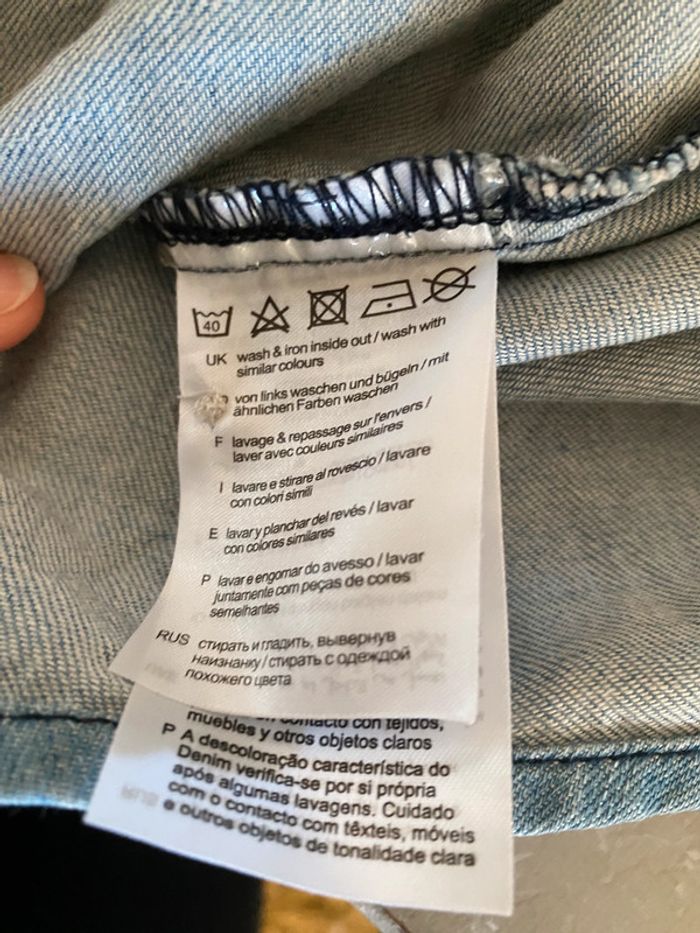 40
UK wash & iron inside out / wash with
similar colours
von links waschen und bügeln / mit
ähnlichen Farben waschen
F lavage & repassage sur l'envers /
laver avec couleurs similaires
I lavare e stirare al rovescio / lavare
con colori simili
E lavar y planchar del revés / lavar
con colores similares
P lavar e engomar do avesso / lavar
juntamente com peças de cores
semelhantes
RUS стирать и гладить, вывернув
наизнанку / стирать с одеждой
похожего цвета
contacto con tejidos,
muebles y otros objetos claros
P A descoloração característica do
Denim verifica-se por si própria
após algumas lavagens. Cuidado
com o contacto com têxteis, móveis
e outros objetos de tonalidade clara